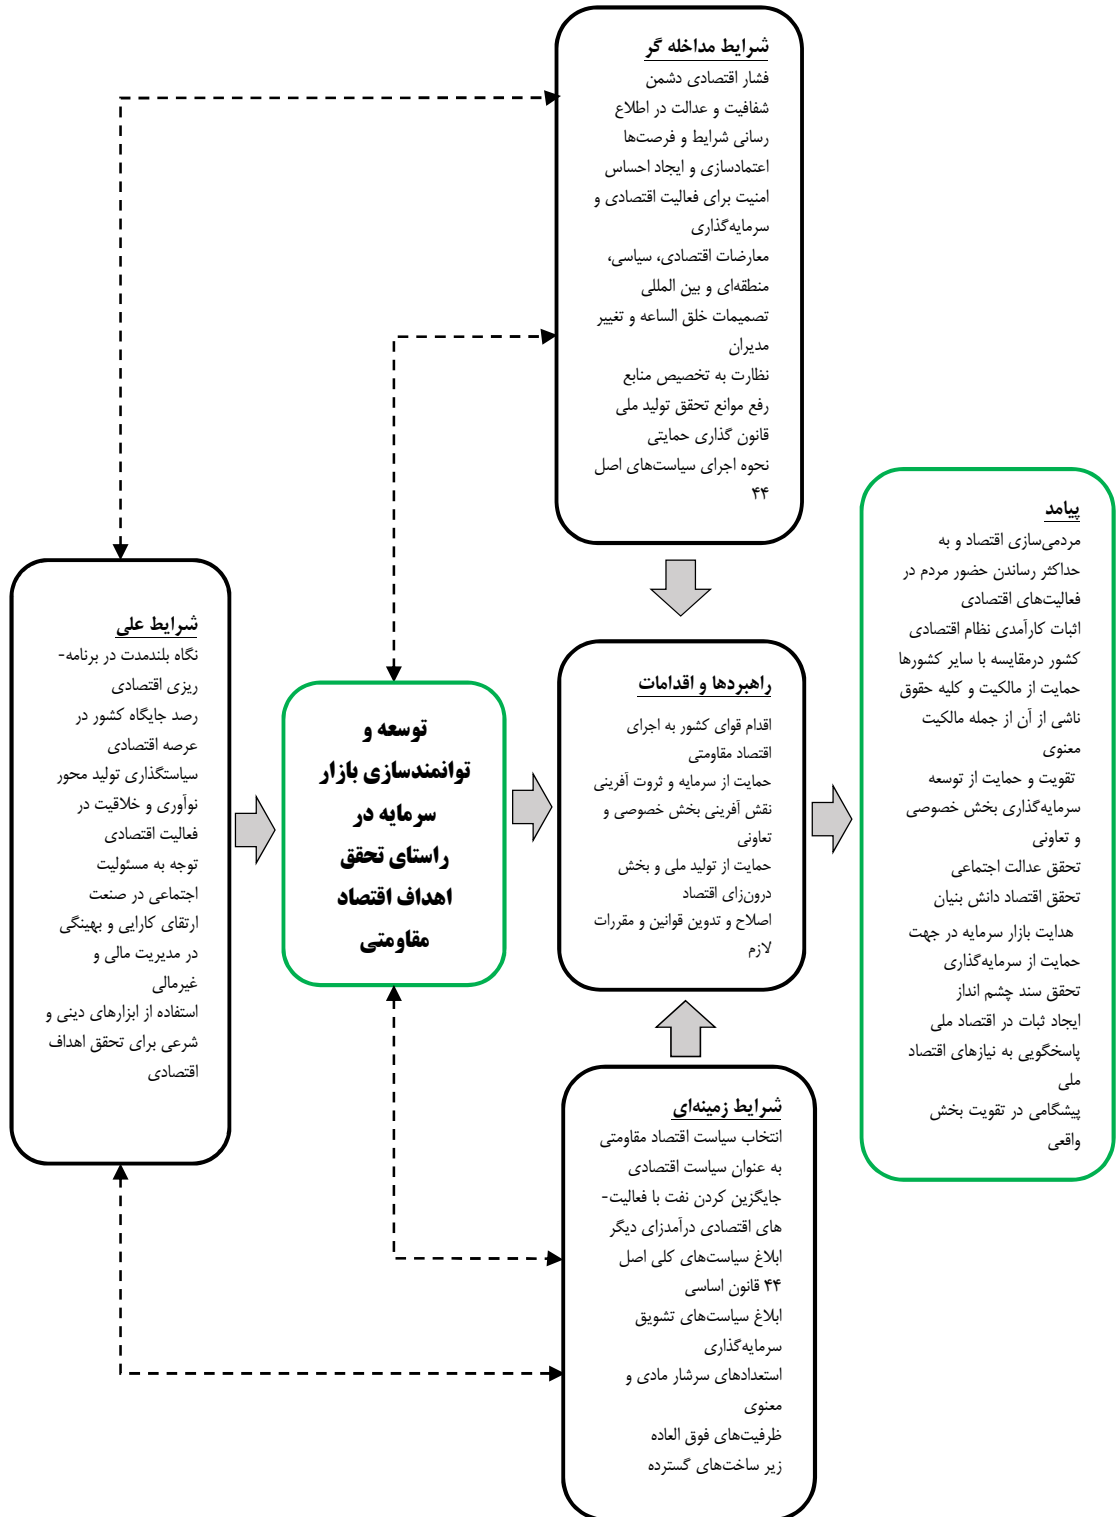 شرایط مداخله گر
فشار اقتصادی دشمن
شفافیت و عدالت در اطلاع
رسانی شرایط و فرصت‌ها
اعتمادسازی و ایجاد احساس
امنیت برای فعالیت اقتصادی و
سرمایه‌گذاری
معارضات اقتصادی، سیاسی،
منطقه‌ای و بین المللی
تصمیمات خلق الساعه و تغییر
مدیران
نظارت به تخصیص منابع
رفع موانع تحقق تولید ملی
قانون گذاری حمایتی
نحوه اجرای سیاست‌های اصل
۴۴
شرایط علی
نگاه بلندمدت در برنامه-
ریزی اقتصادی
رصد جایگاه کشور در
عرصه اقتصادی
سیاستگذاری تولید محور
نوآوری و خلاقیت در
فعالیت اقتصادی
توجه به مسئولیت
اجتماعی در صنعت
ارتقای کارایی و بهینگی
در مدیریت مالی و
غیرمالی
استفاده از ابزارهای دینی و
شرعی برای تحقق اهداف
اقتصادی
توسعه و
توانمندسازی بازار
سرمایه در
راستای تحقق
اهداف اقتصاد
مقاومتی
راهبردها و اقدامات
اقدام قوای کشور به اجرای
اقتصاد مقاومتی
حمایت از سرمایه و ثروت آفرینی
نقش آفرینی بخش خصوصی و
تعاونی
حمایت از تولید ملی و بخش
درون‌زای اقتصاد
اصلاح و تدوین قوانین و مقررات
لازم
شرایط زمینه‌ای
انتخاب سیاست اقتصاد مقاومتی
به عنوان سیاست اقتصادی
جایگزین کردن نفت با فعالیت-
های اقتصادی درآمدزای دیگر
ابلاغ سیاست‌های کلی اصل
۴۴ قانون اساسی
ابلاغ سیاست‌های تشویق
سرمایه‌گذاری
استعدادهای سرشار مادی و
معنوی
ظرفیت‌های فوق العاده
زیر ساخت‌های گسترده
پیامد
مردمی‌سازی اقتصاد و به
حداکثر رساندن حضور مردم در
فعالیت‌های اقتصادی
اثبات کارآمدی نظام اقتصادی
کشور درمقایسه با سایر کشورها
حمایت از مالکیت و کلیه حقوق
ناشی از آن از جمله مالکیت
معنوی
تقویت و حمایت از توسعه
سرمایه‌گذاری بخش خصوصی
و تعاونی
تحقق عدالت اجتماعی
تحقق اقتصاد دانش بنیان
هدایت بازار سرمایه در جهت
حمایت از سرمایه‌گذاری
تحقق سند چشم انداز
ایجاد ثبات در اقتصاد ملی
پاسخگویی به نیازهای اقتصاد
ملی
پیشگامی در تقویت بخش
واقعی